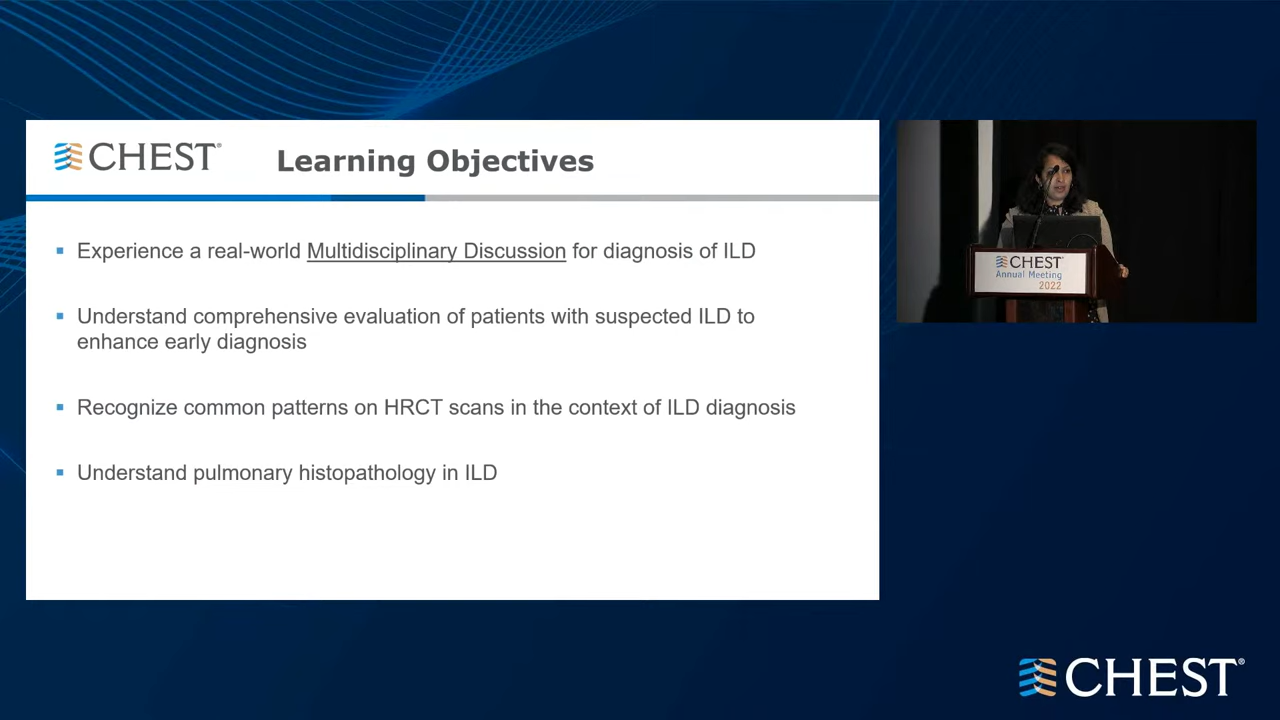 CHEST®
Learning Objectives
Experience a real-world Multidisciplinary Discussion for diagnosis of ILD
Understand comprehensive evaluation of patients with suspected ILD to
enhance early diagnosis
Recognize common patterns on HRCT scans in the context of ILD diagnosis
Understand pulmonary histopathology in ILD
CHEST
Annual Meeting
2022
CHEST®